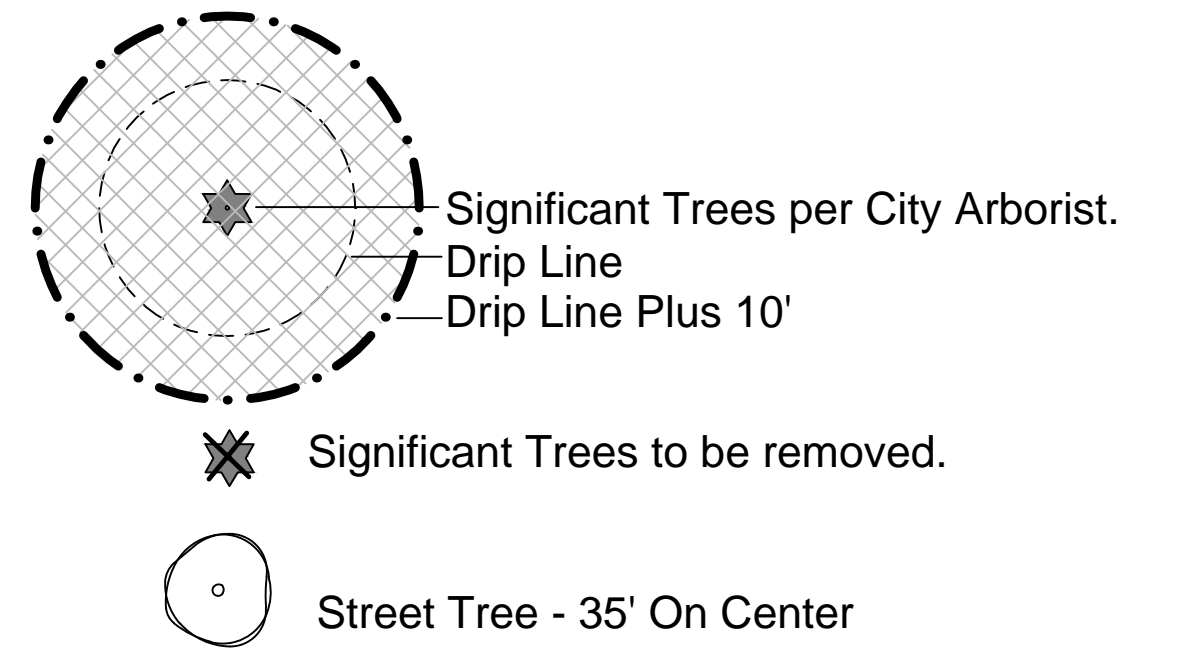 Significant Trees per City Arborist.
Drip Line
Drip Line Plus 10'
Significant Trees to be removed.
Street Tree - 35' On Center